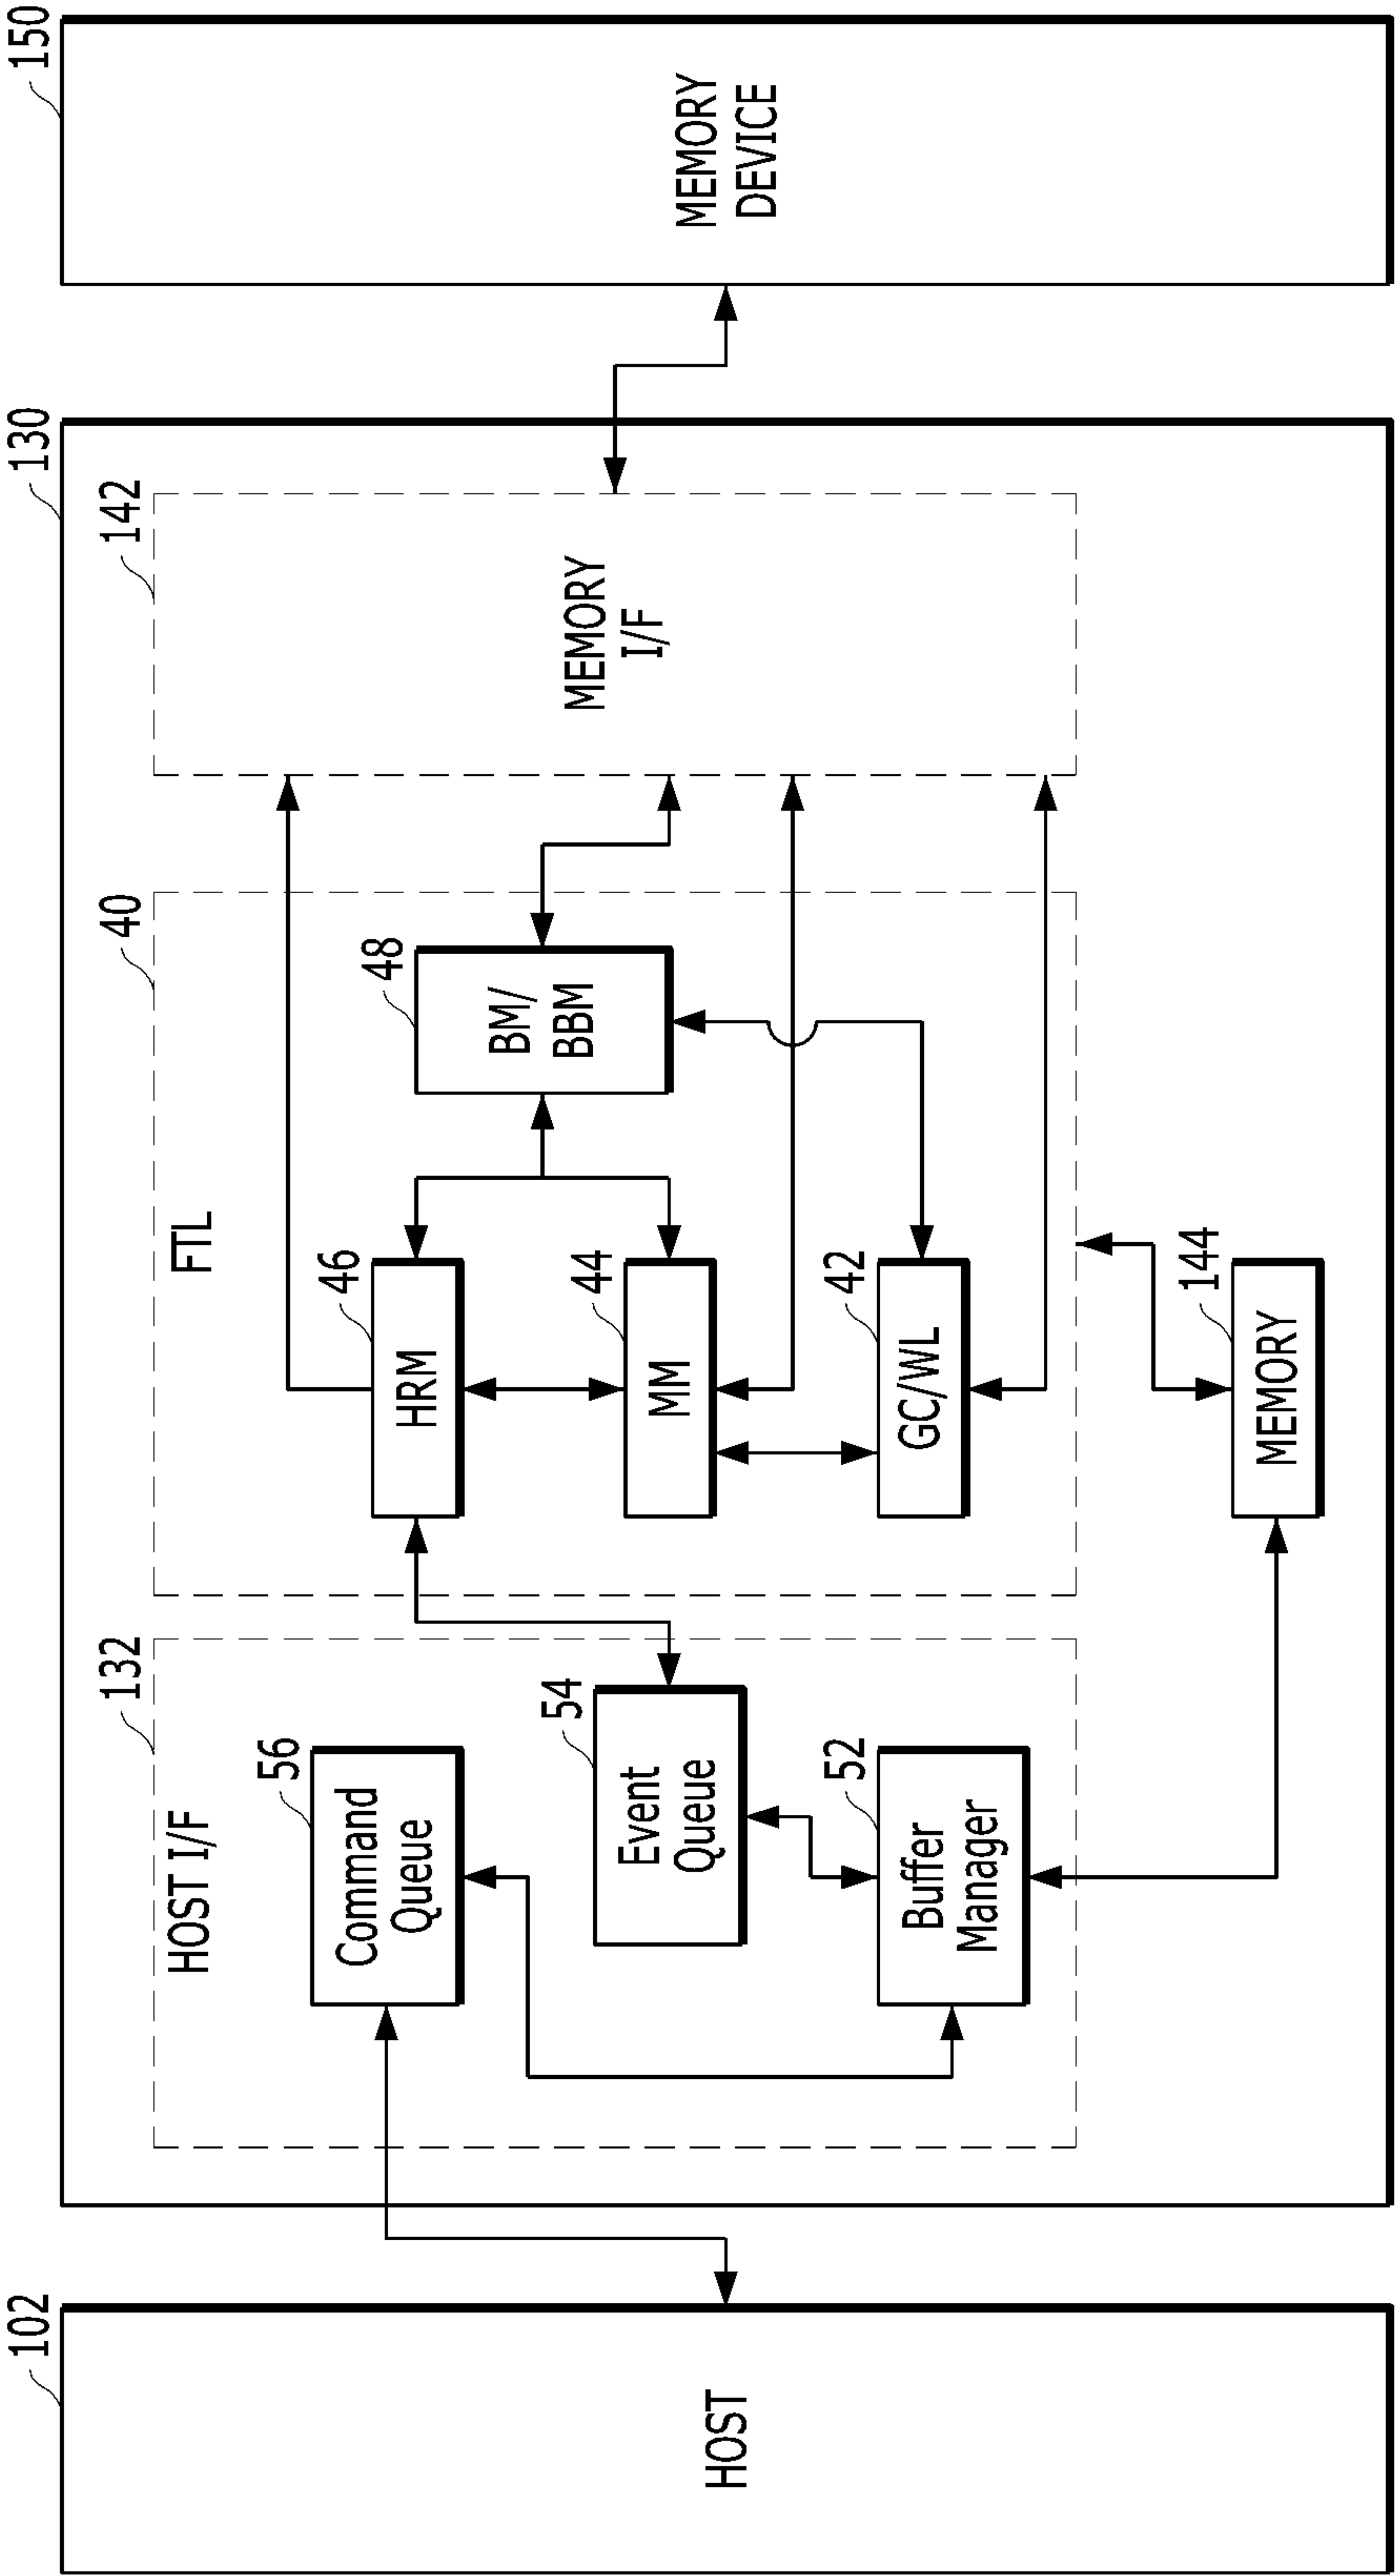 102
HOST
130
132
HOST I/F
56
Command
Queue
54
Event
Queue
52
Buffer
Manager
40
FTL
46
HRM
44
MM
42
GC/WL
48
BM/
BBM
144
MEMORY
142
MEMORY
I/F
150
MEMORY
DEVICE